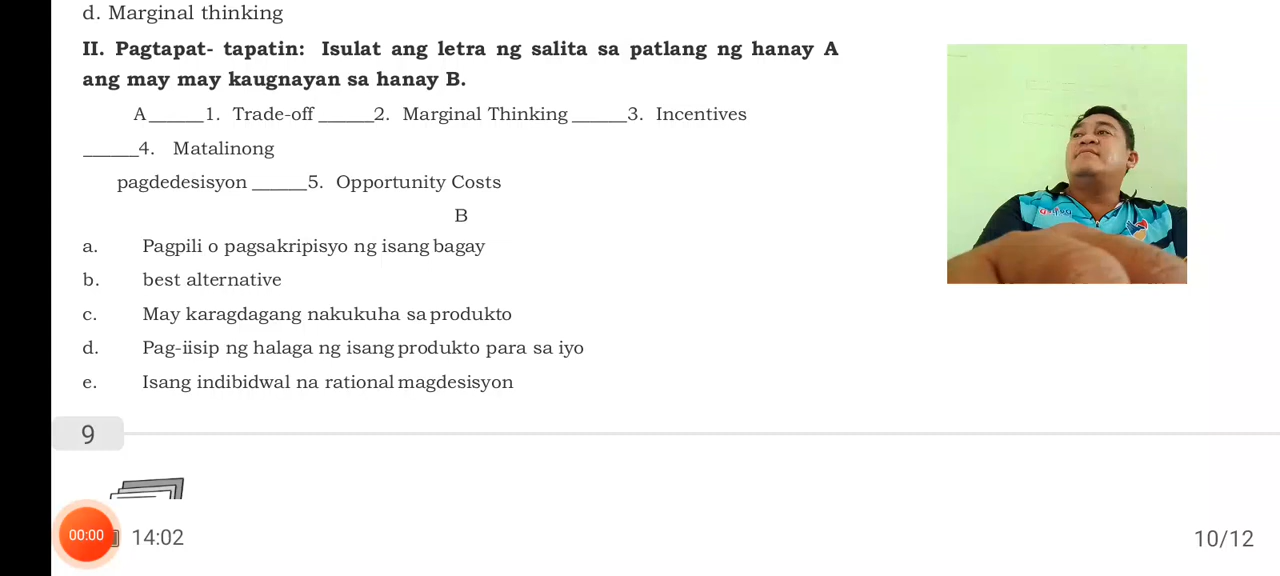 d. Marginal thinking
II. Pagtapat- tapatin: Isulat ang letra ng salita sa patlang ng hanay A
ang may may kaugnayan sa hanay B.
A______1. Trade-off ______2. Marginal Thinking ______3. Incentives
______4. Matalinong
pagdedesisyon ______5. Opportunity Costs
B
a. Pagpili o pagsakripisyo ng isang bagay
b. best alternative
c. May karagdagang nakukuha sa produkto
d. Pag-iisip ng halaga ng isang produkto para sa iyo
e. Isang indibidwal na rational magdesisyon
9
00:00 14:02
10/12